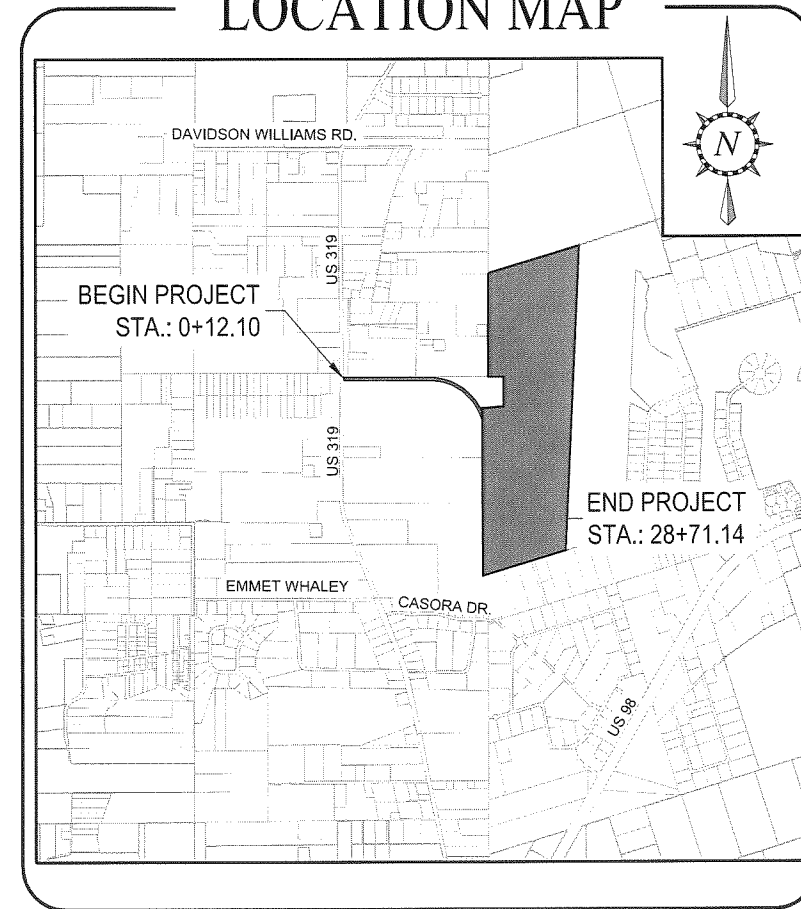 LOCATION MAP
N
DAVIDSON WILLIAMS RD.
US 319
BEGIN PROJECT
STA.: 0+12.10
US 319
END PROJECT
STA.: 28+71.14
EMMET WHALEY
CASORA DR.
US 98